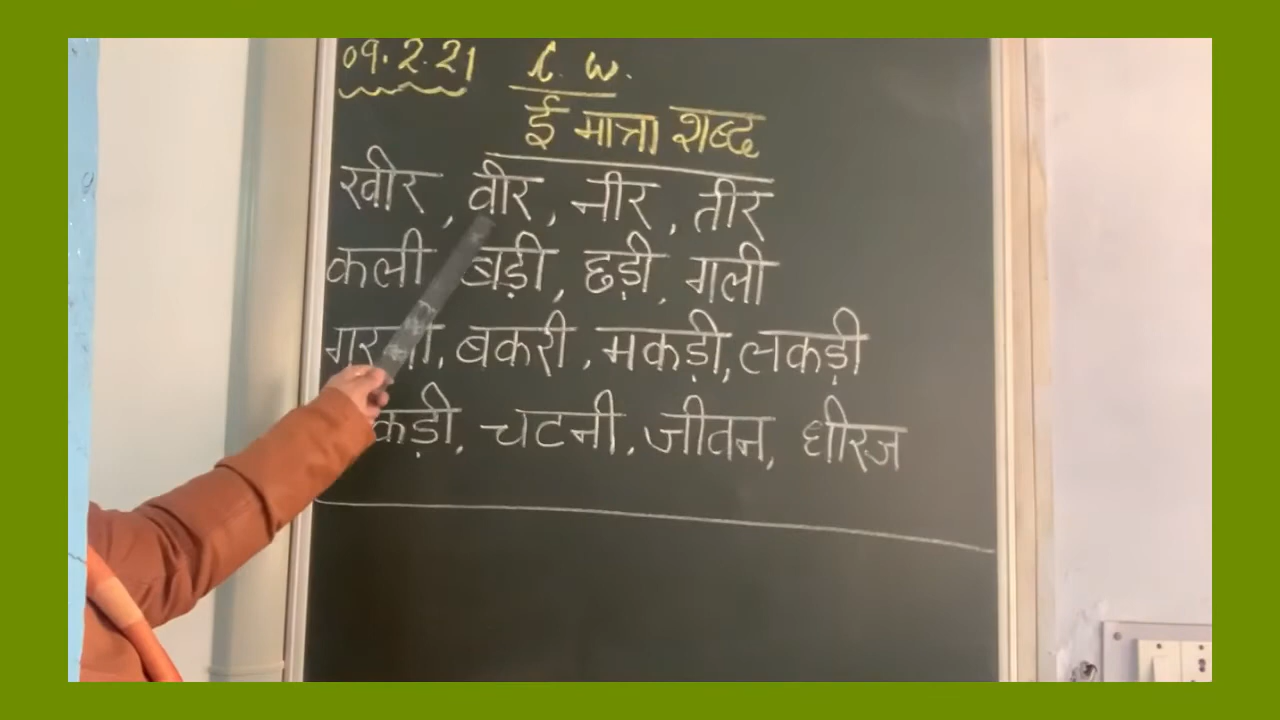 09.2.21 C.W.
ई मात्रा शब्द
खीर, वीर, नीर, तीर
कली बड़ी, छड़ी, गली
बकरी, मकड़ी, लकड़ी
चटनी, जीतन, धीरज